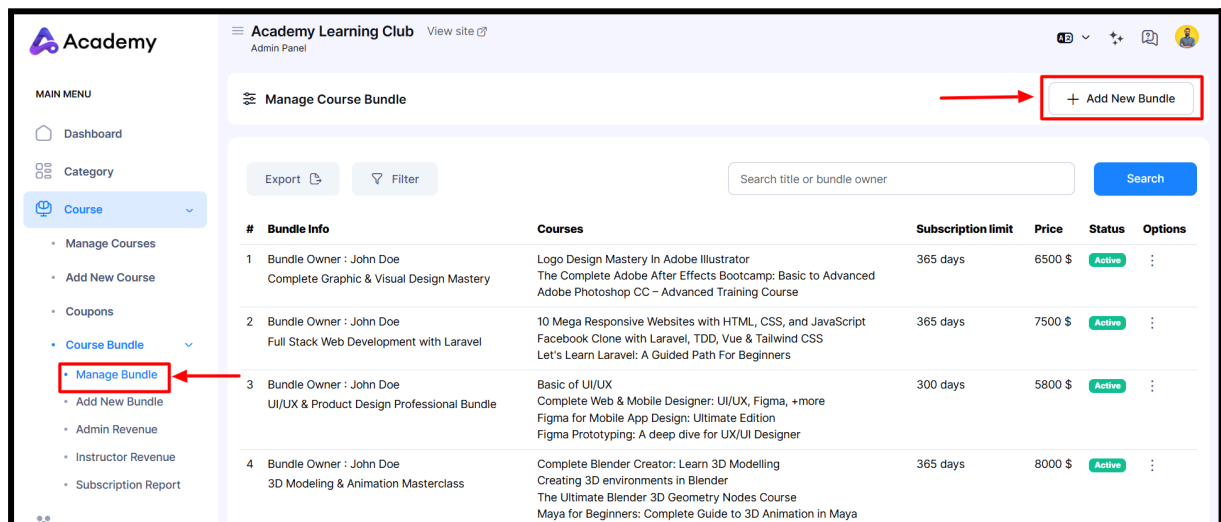 Academy
Academy Learning Club View site
Admin Panel
MAIN MENU
Dashboard
Category
Course
Manage Courses
Add New Course
Coupons
Course Bundle
Manage Bundle
Add New Bundle
Admin Revenue
Instructor Revenue
Subscription Report
Manage Course Bundle
+ Add New Bundle
Export
Filter
Search title or bundle owner
Search
# Bundle Info Courses Subscription limit Price Status Options
1 Bundle Owner : John Doe Logo Design Mastery In Adobe Illustrator 365 days 6500 $ Active
Complete Graphic & Visual Design Mastery The Complete Adobe After Effects Bootcamp: Basic to Advanced
Adobe Photoshop CC – Advanced Training Course
2 Bundle Owner : John Doe 10 Mega Responsive Websites with HTML, CSS, and JavaScript 365 days 7500 $ Active
Full Stack Web Development with Laravel Facebook Clone with Laravel, TDD, Vue & Tailwind CSS
Let's Learn Laravel: A Guided Path For Beginners
3 Bundle Owner : John Doe Basic of UI/UX 300 days 5800 $ Active
UI/UX & Product Design Professional Bundle Complete Web & Mobile Designer: UI/UX, Figma, +more
Figma for Mobile App Design: Ultimate Edition
Figma Prototyping: A deep dive for UX/UI Designer
4 Bundle Owner : John Doe Complete Blender Creator: Learn 3D Modelling 365 days 8000 $ Active
3D Modeling & Animation Masterclass Creating 3D environments in Blender
The Ultimate Blender 3D Geometry Nodes Course
Maya for Beginners: Complete Guide to 3D Animation in Maya